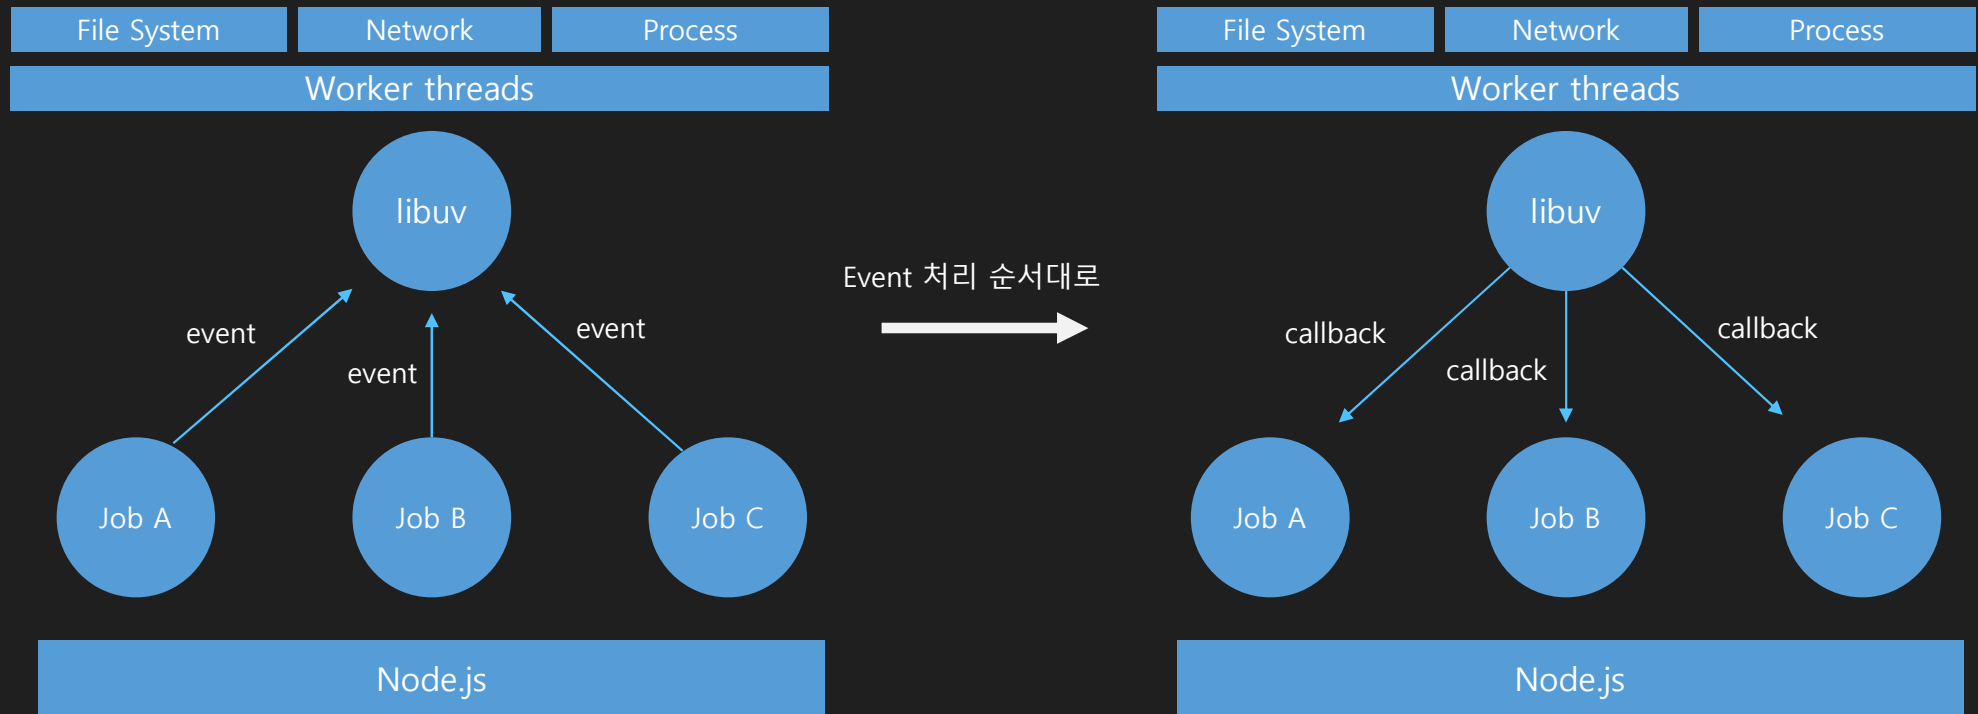 File System
Network
Process
Worker threads
libuv
event
event
event
Job A
Job B
Job C
Node.js
Event 처리 순서대로
File System
Network
Process
Worker threads
libuv
callback
callback
callback
Job A
Job B
Job C
Node.js